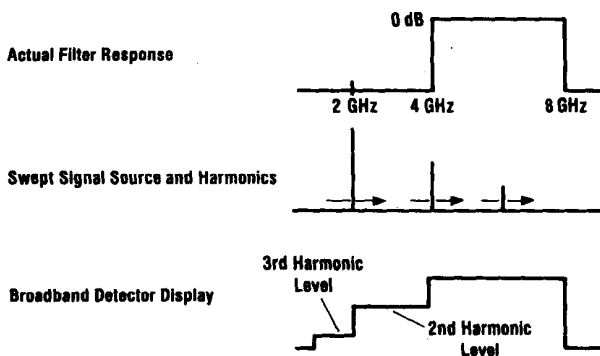 0 dB
Actual Filter Response
2 GHz
4 GHz
8 GHz
Swept Signal Source and Harmonics
3rd Harmonic
Level
Broadband Detector Display
2nd Harmonic
Level